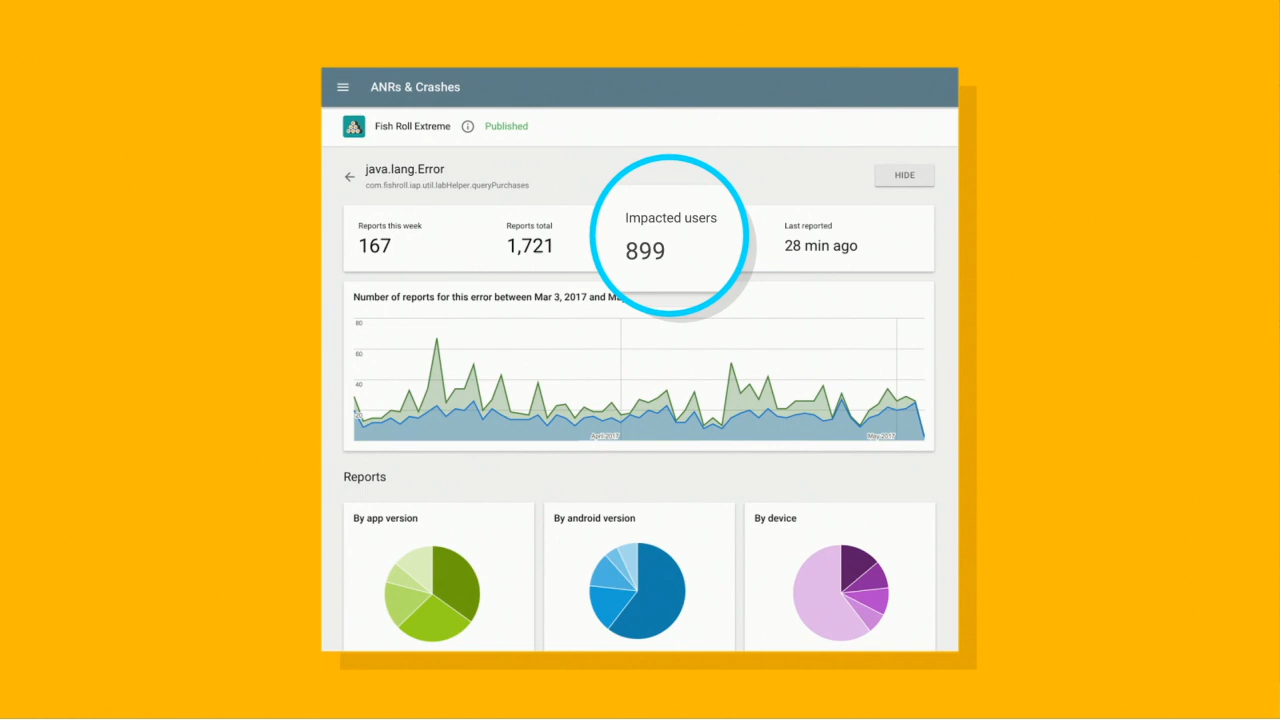 ANRs & Crashes
Fish Roll Extreme
Published
java.lang.Error
com.fishroll.iap.util.labHelper.queryPurchases
HIDE
Reports this week
167
Reports total
1,721
Impacted users
899
Last reported
28 min ago
Number of reports for this error between Mar 3, 2017 and
80
60
40
20
April 2017
May 2017
Reports
By app version
By android version
By device